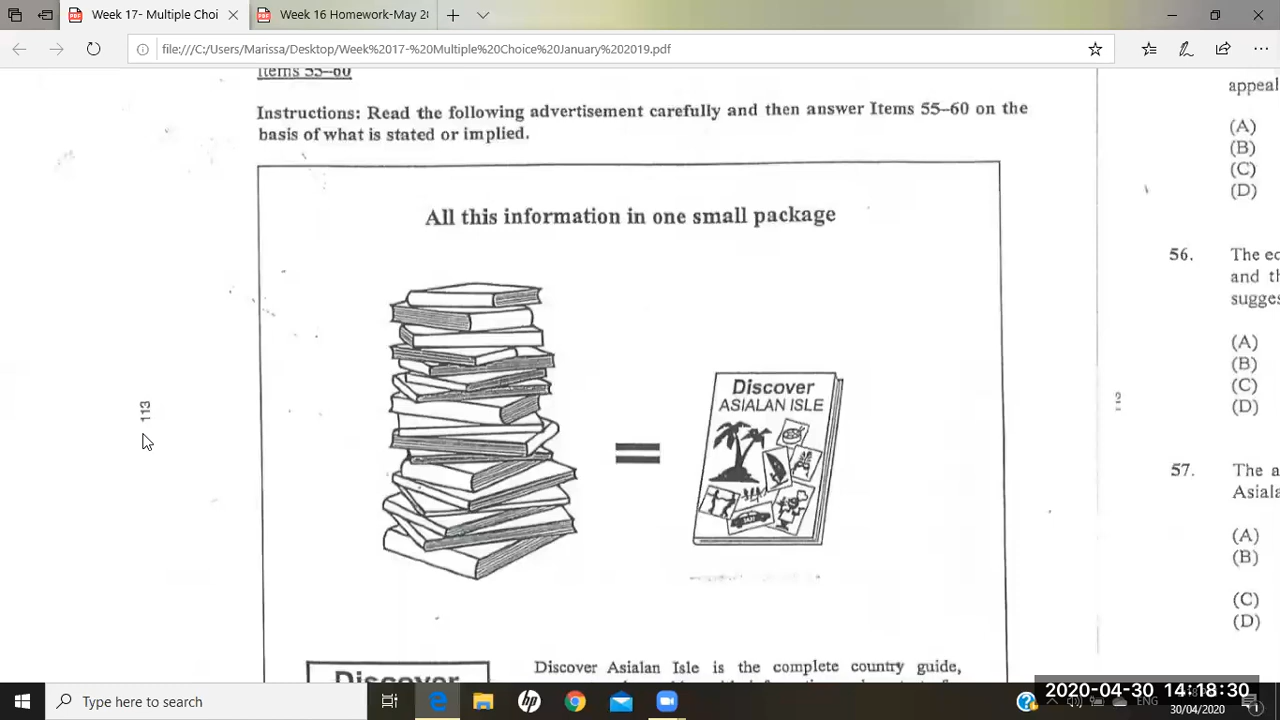 Week 17- Multiple Choi
Week 16 Homework-May 2
file:///C:/Users/Marissa/Desktop/Week%2017-%20Multiple%20Choice%20January%202019.pdf
Items 55–60
Instructions: Read the following advertisement carefully and then answer Items 55–60 on the
basis of what is stated or implied.
All this information in one small package
Discover
ASIALAN ISLE
TAXI
=
113
Discover
Discover Asialan Isle is the complete country guide,
appeal
(A)
(B)
(C)
(D)
56. The
and th
sugges
(A)
(B)
(C)
(D)
57. The a
Asiala
(A)
(B)
(C)
(D)
Type here to search
ENG
2020-04-30 14:18:30
30/04/2020